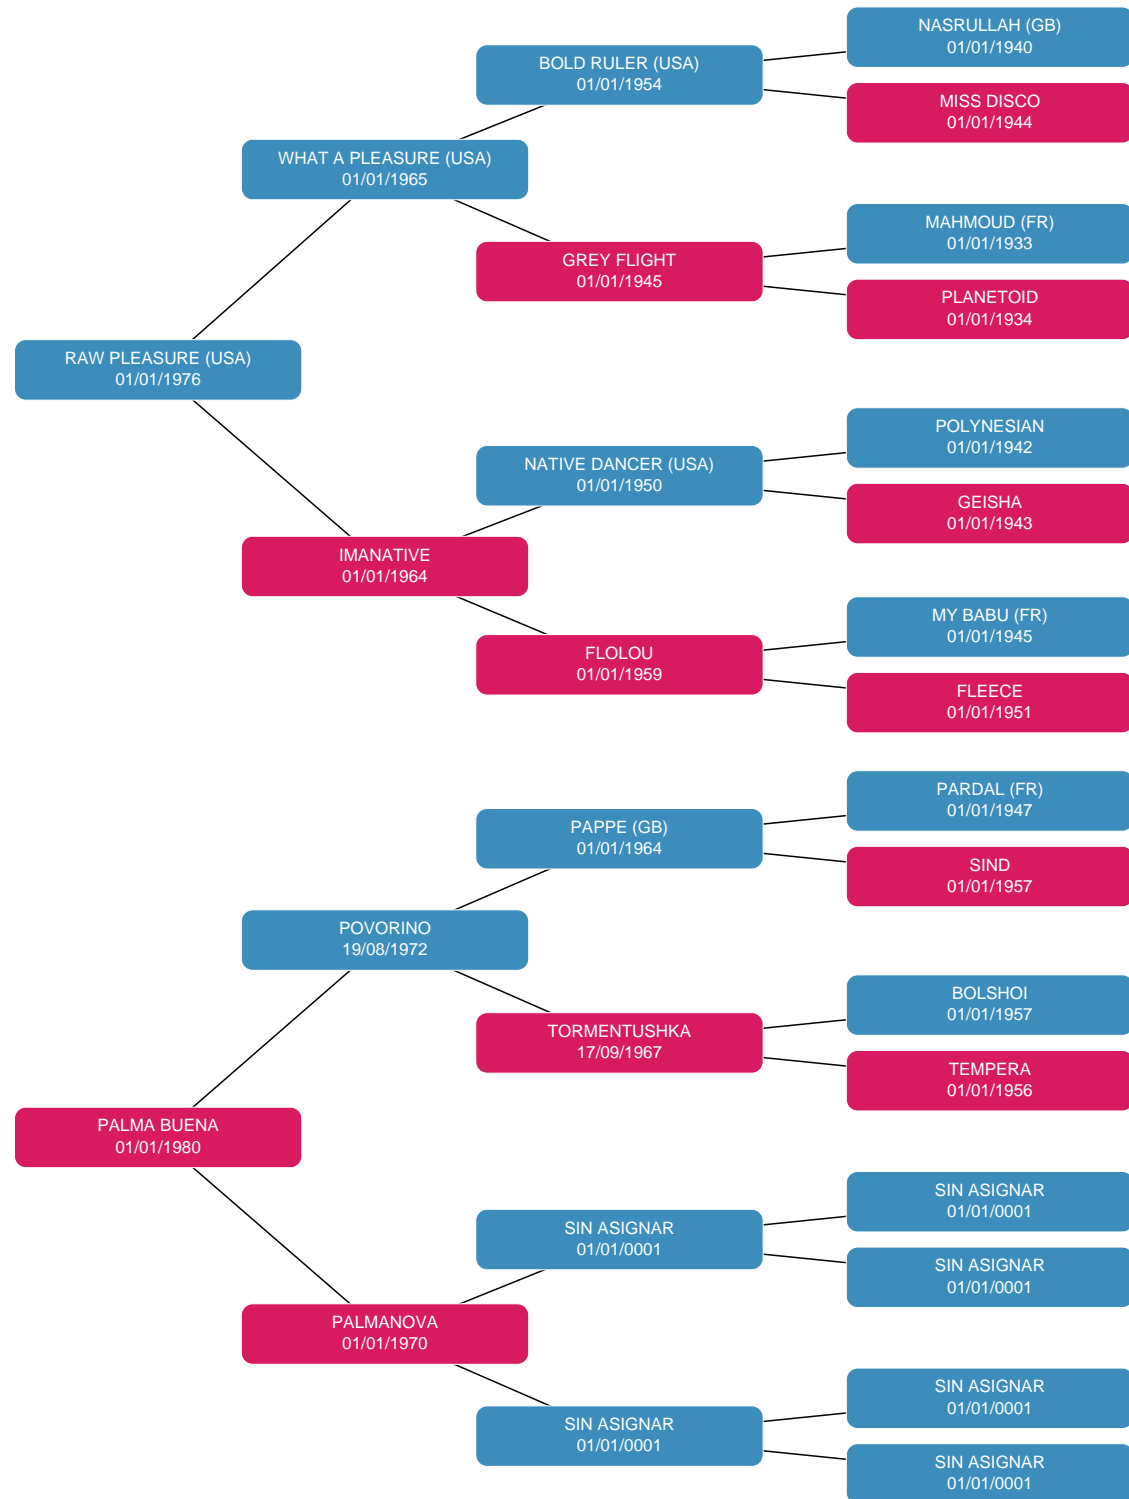 NASRULLAH (GB)
01/01/1940
BOLD RULER (USA)
01/01/1954
MISS DISCO
01/01/1944
WHAT A PLEASURE (USA)
01/01/1965
MAHMOUD (FR)
01/01/1933
GREY FLIGHT
01/01/1945
PLANETOID
01/01/1934
RAW PLEASURE (USA)
01/01/1976
POLYNESIAN
01/01/1942
NATIVE DANCER (USA)
01/01/1950
GEISHA
01/01/1943
IMANATIVE
01/01/1964
MY BABU (FR)
01/01/1945
FLOLOU
01/01/1959
FLEECE
01/01/1951
PARDAL (FR)
01/01/1947
PAPPE (GB)
01/01/1964
SIND
01/01/1957
POVORINO
19/08/1972
BOLSHOI
01/01/1957
TORMENTUSHKA
17/09/1967
TEMPERA
01/01/1956
PALMA BUENA
01/01/1980
SIN ASIGNAR
01/01/0001
SIN ASIGNAR
01/01/0001
SIN ASIGNAR
01/01/0001
PALMANOVA
01/01/1970
SIN ASIGNAR
01/01/0001
SIN ASIGNAR
01/01/0001
SIN ASIGNAR
01/01/0001